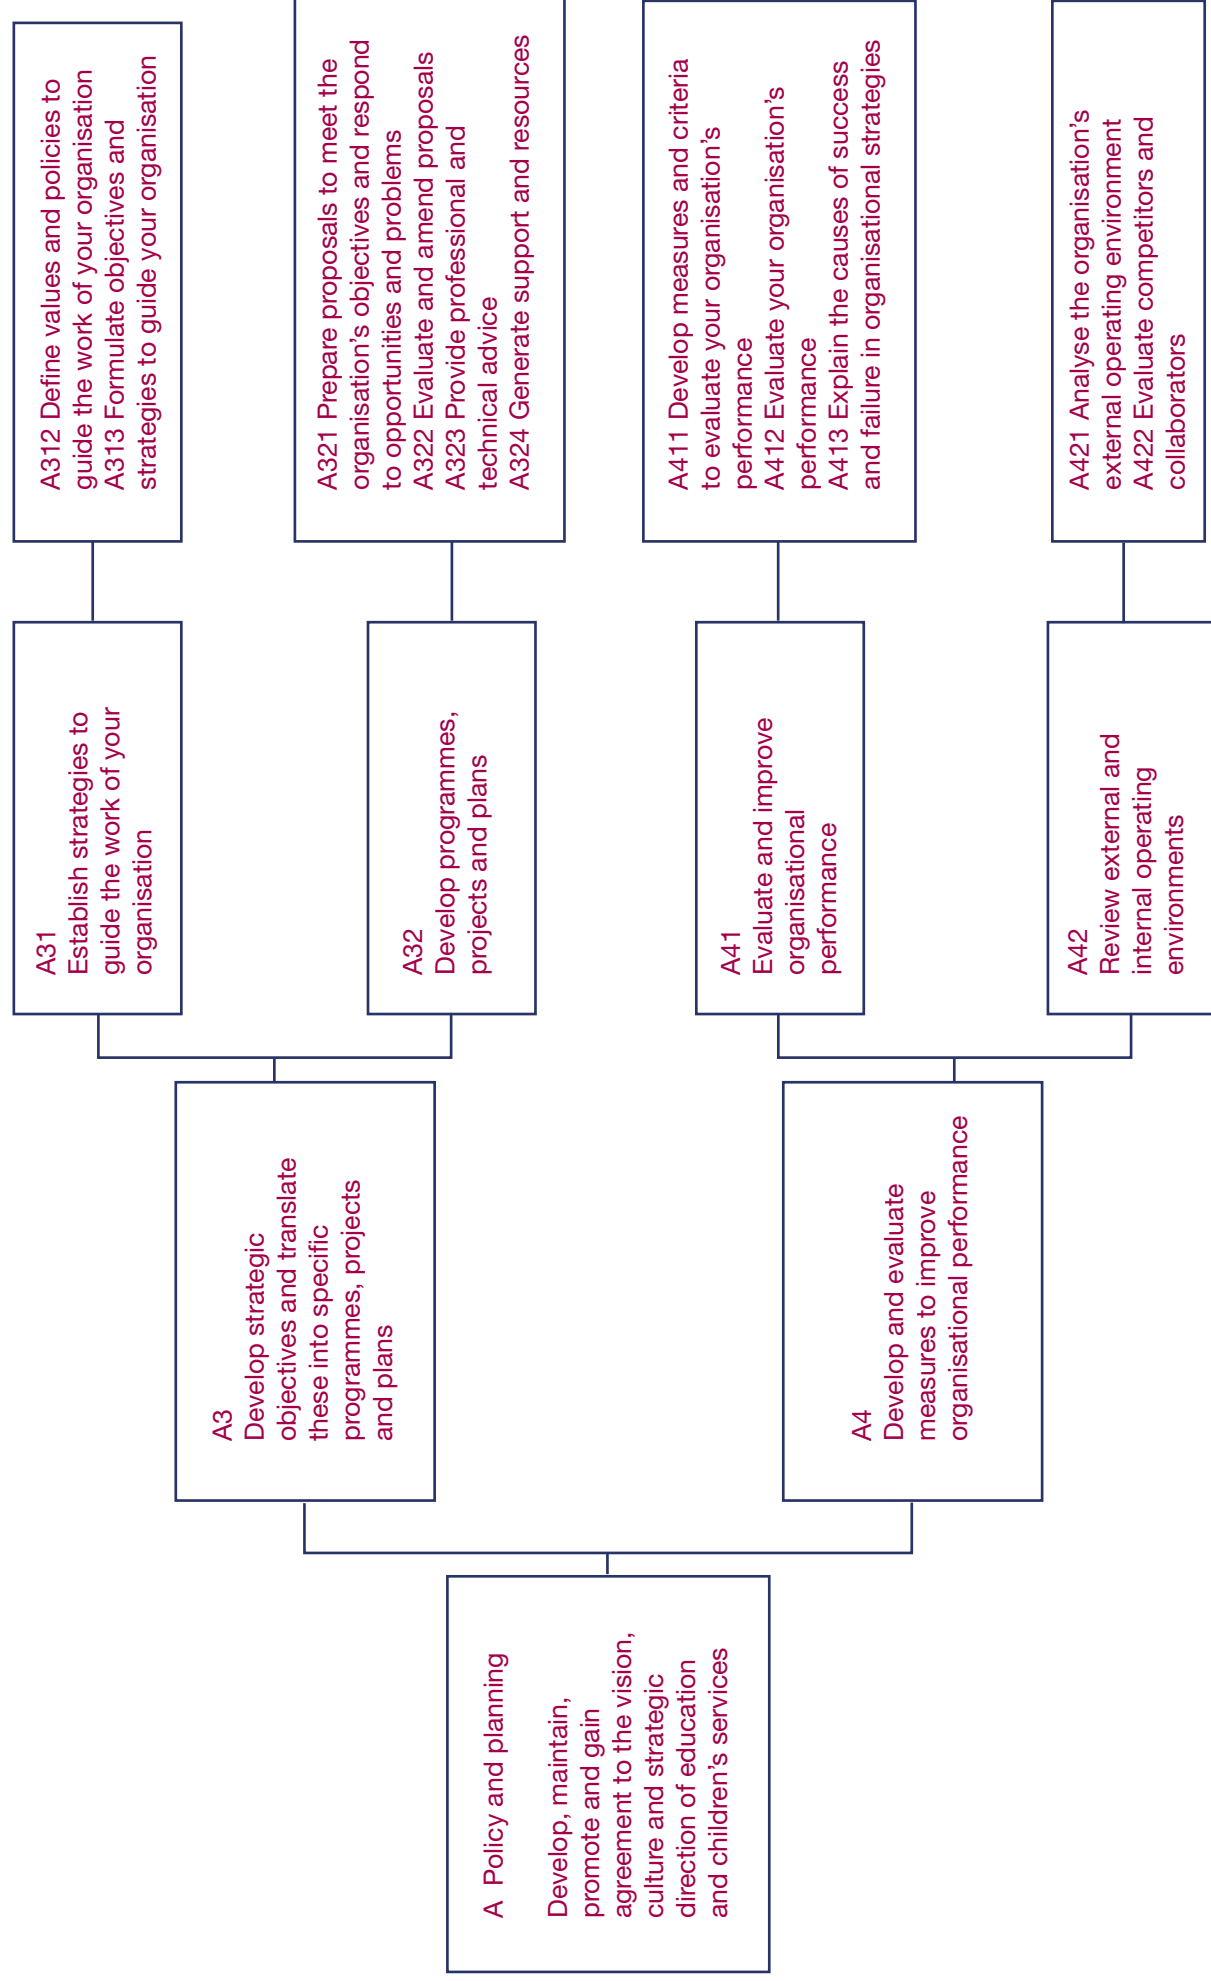 A  Policy and planning
Develop, maintain,
promote and gain
agreement to the vision,
culture and strategic
direction of education
and children’s services
A3
Develop strategic
objectives and translate
these into specific
programmes, projects
and plans
A31
Establish strategies to
guide the work of your
organisation
A312 Define values and policies to
guide the work of your organisation
A313 Formulate objectives and
strategies to guide your organisation
A32
Develop programmes,
projects and plans
A321 Prepare proposals to meet the
organisation’s objectives and respond
to opportunities and problems
A322 Evaluate and amend proposals
A323 Provide professional and
technical advice
A324 Generate support and resources
A4
Develop and evaluate
measures to improve
organisational performance
A41
Evaluate and improve
organisational
performance
A411 Develop measures and criteria
to evaluate your organisation’s
performance
A412 Evaluate your organisation’s
performance
A413 Explain the causes of success
and failure in organisational strategies
A42
Review external and
internal operating
environments
A421 Analyse the organisation’s
external operating environment
A422 Evaluate competitors and
collaborators